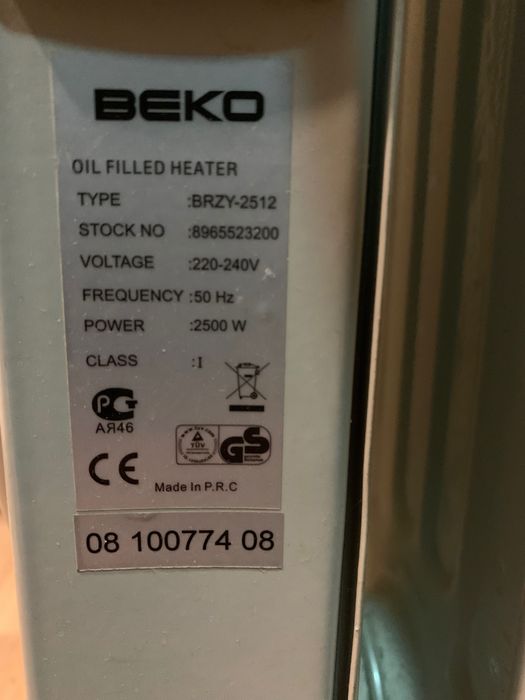 BEKO
OIL FILLED HEATER
TYPE :BRZY-2512
STOCK NO :8965523200
VOLTAGE :220-240V
FREQUENCY :50 Hz
POWER :2500 W
CLASS :I
АЯ46
TÜV
GS
CE
Made In P.R.C
08 100774 08